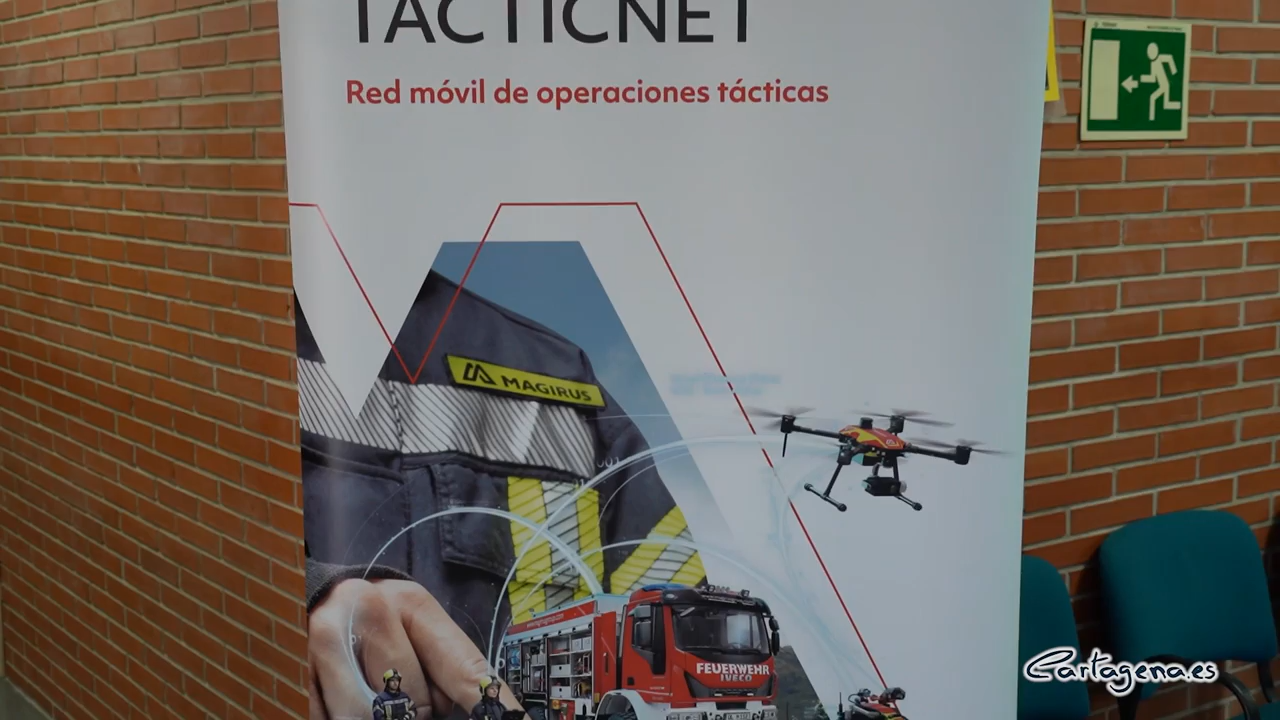 TACTICNET
Red móvil de operaciones tácticas
MAGIRUS
FEUERWEHR
IVECO
Cartagena.es